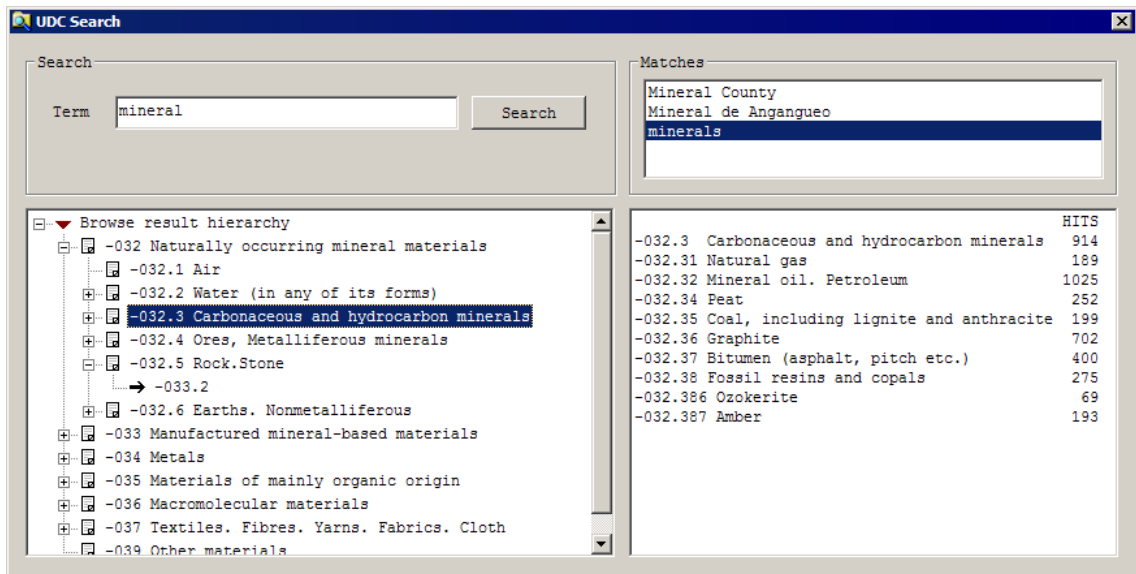 UDC Search
Search
Term mineral Search
Matches
Mineral County
Mineral de Angangueo
minerals
Browse result hierarchy
-032 Naturally occurring mineral materials
-032.1 Air
-032.2 Water (in any of its forms)
-032.3 Carbonaceous and hydrocarbon minerals
-032.4 Ores, Metalliferous minerals
-032.5 Rock.Stone
-033.2
-032.6 Earths. Nonmetalliferous
-033 Manufactured mineral-based materials
-034 Metals
-035 Materials of mainly organic origin
-036 Macromolecular materials
-037 Textiles. Fibres. Yarns. Fabrics. Cloth
-039 Other materials
HITS
-032.3 Carbonaceous and hydrocarbon minerals 914
-032.31 Natural gas 189
-032.32 Mineral oil. Petroleum 1025
-032.34 Peat 252
-032.35 Coal, including lignite and anthracite 199
-032.36 Graphite 702
-032.37 Bitumen (asphalt, pitch etc.) 400
-032.38 Fossil resins and copals 275
-032.386 Ozokerite 69
-032.387 Amber 193